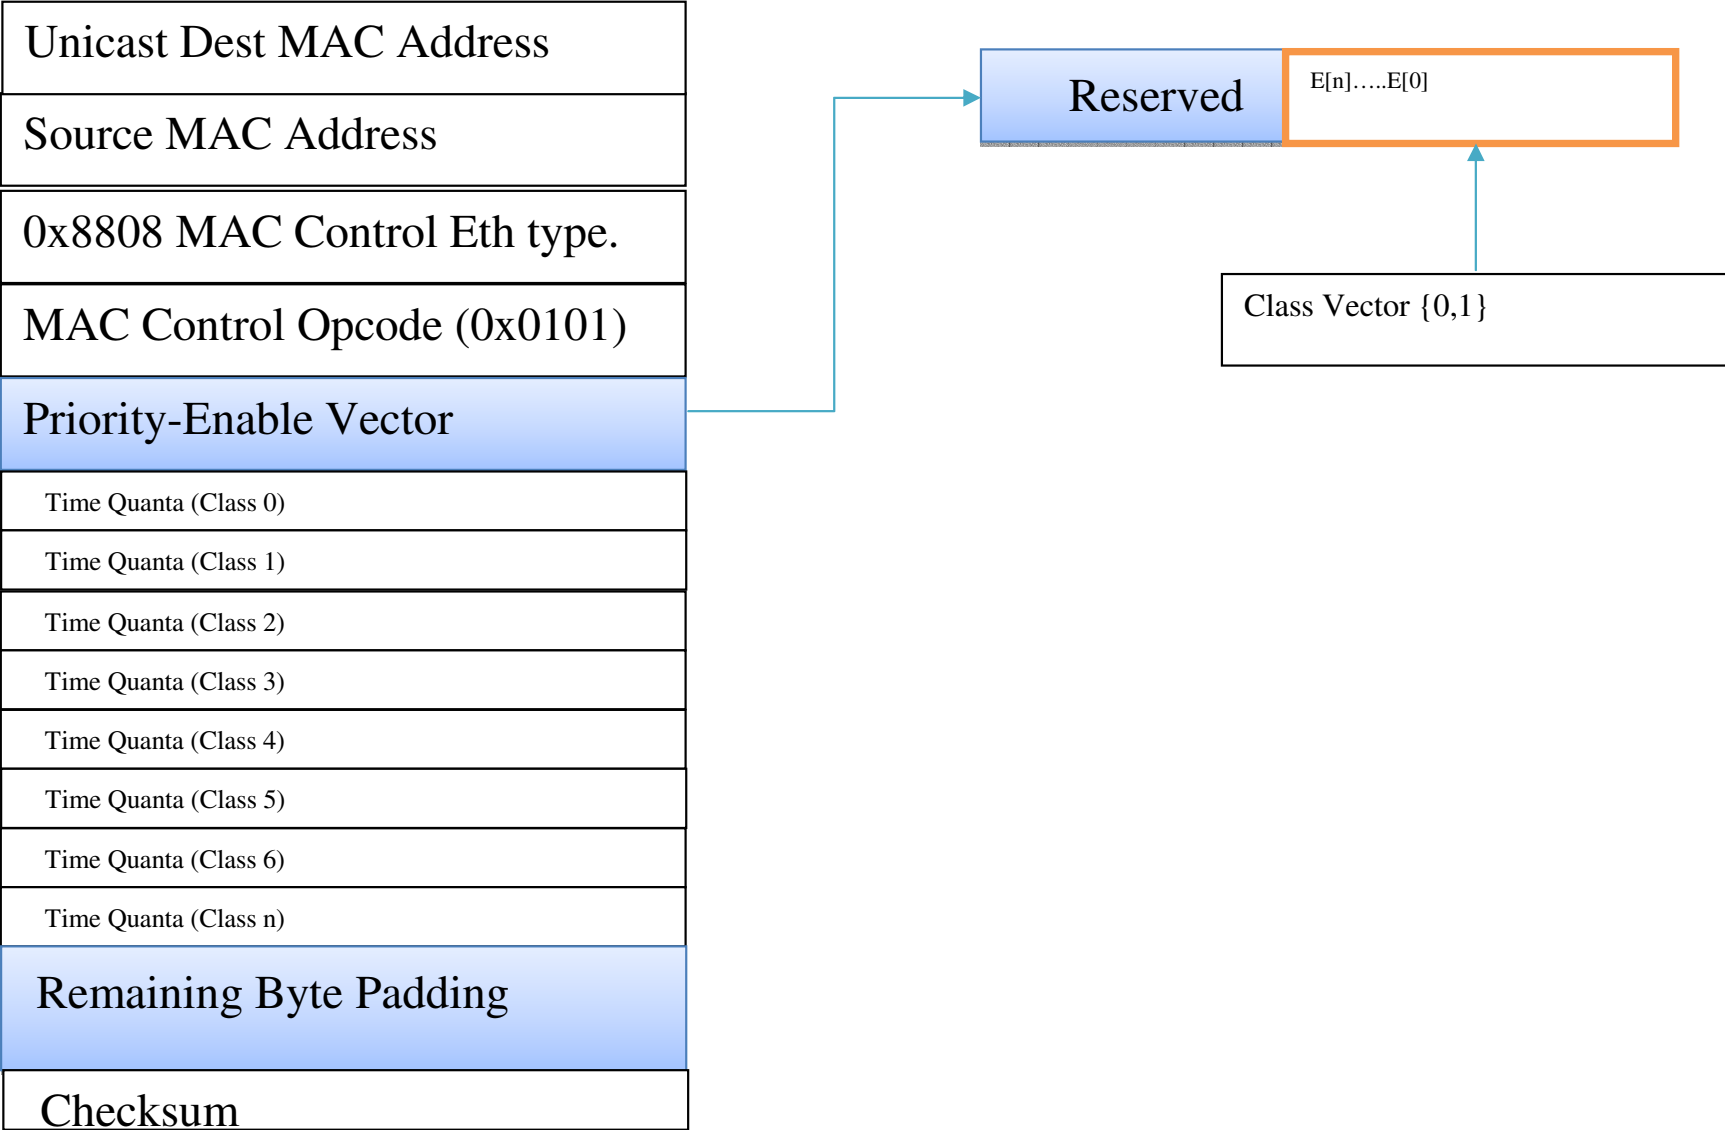 Unicast Dest MAC Address
Source MAC Address
0x8808 MAC Control Eth type.
MAC Control Opcode (0x0101)
Priority-Enable Vector
Time Quanta (Class 0)
Time Quanta (Class 1)
Time Quanta (Class 2)
Time Quanta (Class 3)
Time Quanta (Class 4)
Time Quanta (Class 5)
Time Quanta (Class 6)
Time Quanta (Class n)
Remaining Byte Padding
Checksum
Reserved
E[n]…..E[0]
Class Vector {0,1}